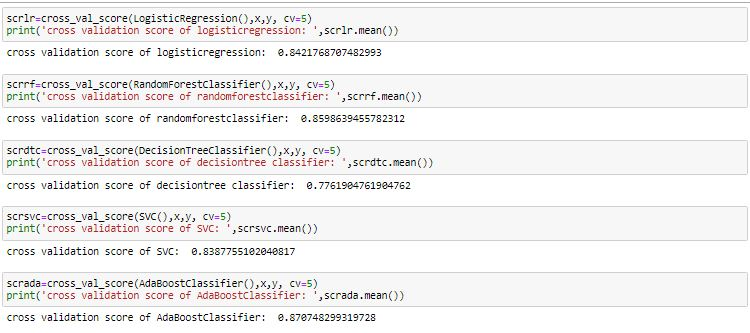 scrlr=cross_val_score(LogisticRegression(),x,y, cv=5)
print('cross validation score of logisticregression: ',scrlr.mean())
cross validation score of logisticregression:  0.8421768707482993
scrrf=cross_val_score(RandomForestClassifier(),x,y, cv=5)
print('cross validation score of randomforestclassifier: ',scrrf.mean())
cross validation score of randomforestclassifier:  0.8598639455782312
scrdtc=cross_val_score(DecisionTreeClassifier(),x,y, cv=5)
print('cross validation score of decisiontree classifier: ',scrdtc.mean())
cross validation score of decisiontree classifier:  0.7761904761904762
scrsvc=cross_val_score(SVC(),x,y, cv=5)
print('cross validation score of SVC: ',scrsvc.mean())
cross validation score of SVC:  0.8387755102040817
scrada=cross_val_score(AdaBoostClassifier(),x,y, cv=5)
print('cross validation score of AdaBoostClassifier: ',scrada.mean())
cross validation score of AdaBoostClassifier:  0.870748299319728